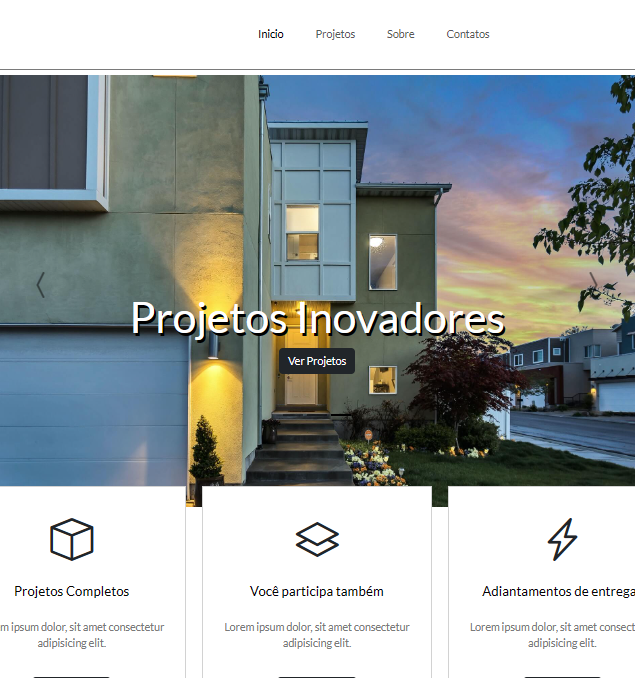 Inicio Projetos Sobre Contatos
Projetos Inovadores
Ver Projetos
Projetos Completos
Você participa também
Adiantamentos de entrega
m ipsum dolor, sit amet consectetur
adipisicing elit.
Lorem ipsum dolor, sit amet consectetur
adipisicing elit.
Lorem ipsum dolor, sit amet
adipisicing elit.